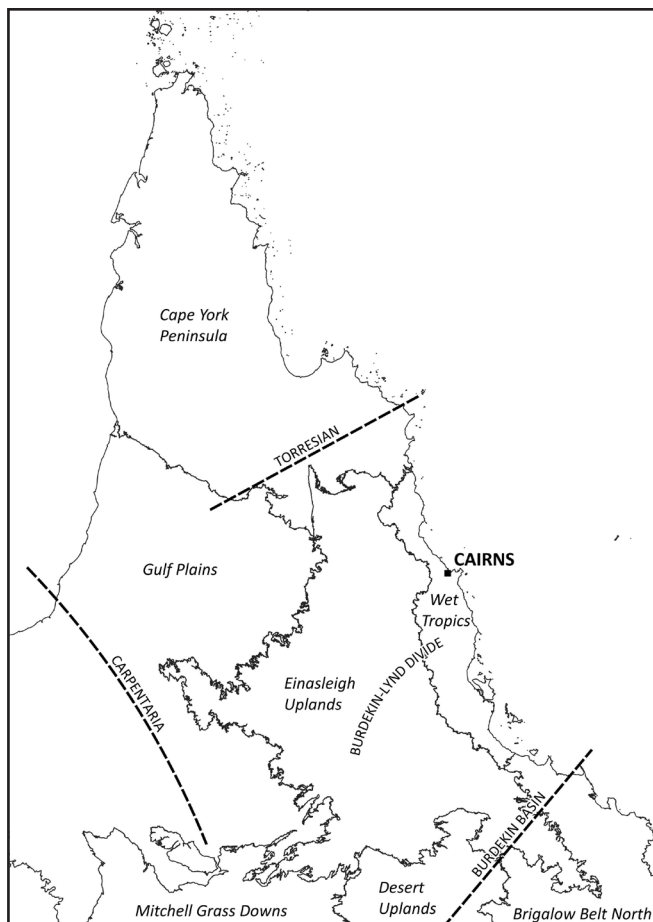 Cape York
Peninsula
TORRESIAN
Gulf Plains
CAIRNS
Wet
Tropics
CARPENTARIA
Einasleigh
Uplands
BURDEKIN-LYND DIVIDE
BURDEKIN BASIN
Mitchell Grass Downs
Desert
Uplands
Brigalow Belt North